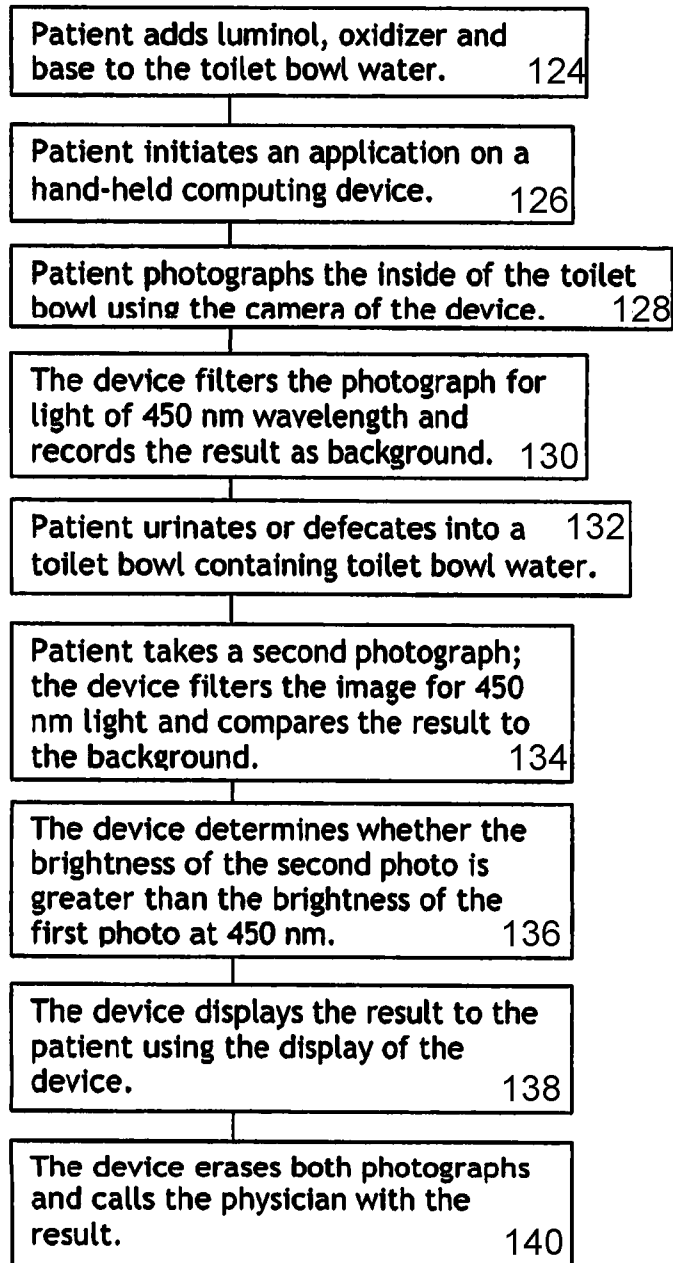 Patient adds luminol, oxidizer and
base to the toilet bowl water. 124
Patient initiates an application on a
hand-held computing device. 126
Patient photographs the inside of the toilet
bowl using the camera of the device. 128
The device filters the photograph for
light of 450 nm wavelength and
records the result as background. 130
Patient urinates or defecates into a 132
toilet bowl containing toilet bowl water.
Patient takes a second photograph;
the device filters the image for 450
nm light and compares the result to
the background. 134
The device determines whether the
brightness of the second photo is
greater than the brightness of the
first photo at 450 nm. 136
The device displays the result to the
patient using the display of the
device. 138
The device erases both photographs
and calls the physician with the
result. 140